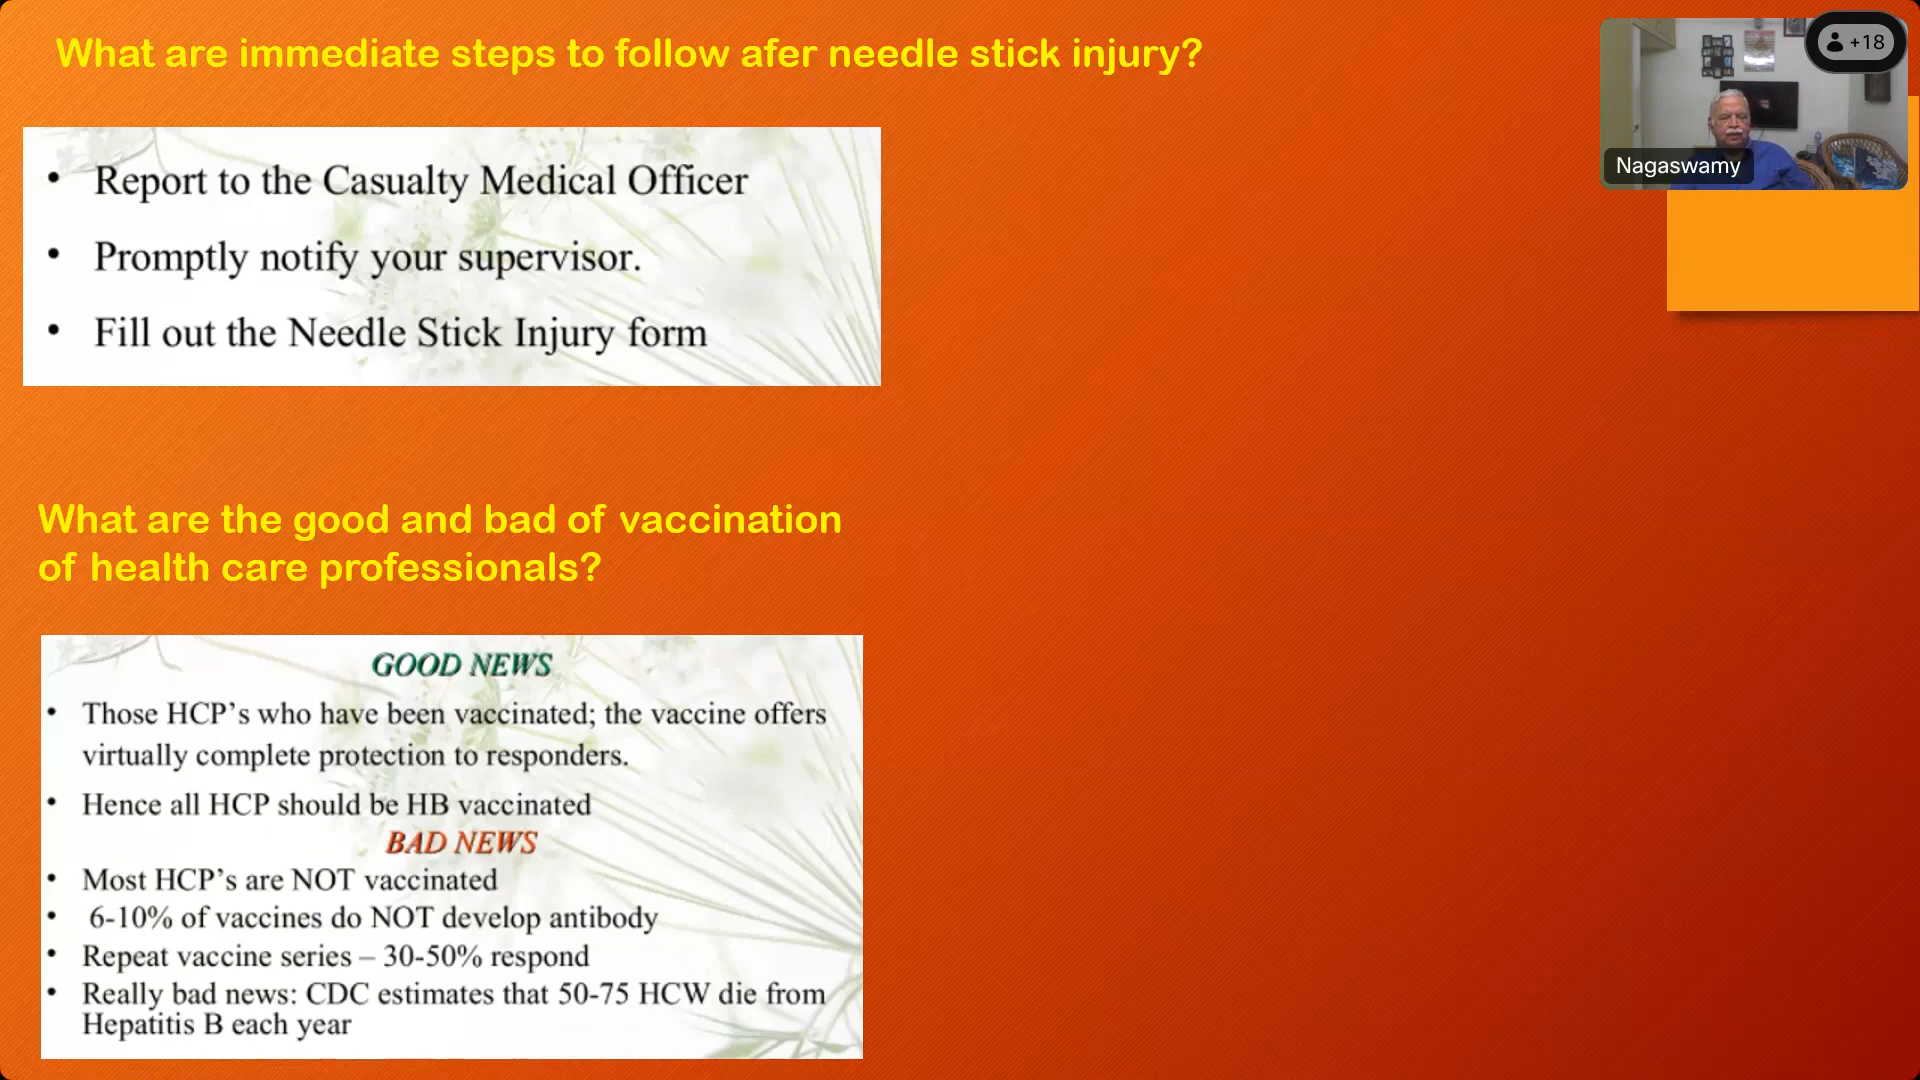 What are immediate steps to follow afer needle stick injury?
+18
Nagaswamy
• Report to the Casualty Medical Officer
• Promptly notify your supervisor.
• Fill out the Needle Stick Injury form
What are the good and bad of vaccination
of health care professionals?
GOOD NEWS
• Those HCP's who have been vaccinated; the vaccine offers
virtually complete protection to responders.
• Hence all HCP should be HB vaccinated
BAD NEWS
• Most HCP's are NOT vaccinated
• 6-10% of vaccines do NOT develop antibody
• Repeat vaccine series – 30-50% respond
• Really bad news: CDC estimates that 50-75 HCW die from
Hepatitis B each year